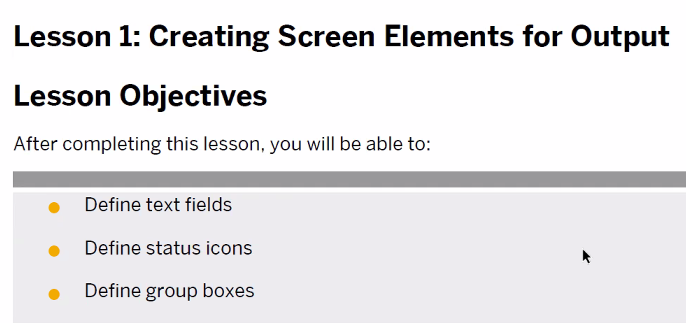 Lesson 1: Creating Screen Elements for Output
Lesson Objectives
After completing this lesson, you will be able to:
Define text fields
Define status icons
Define group boxes